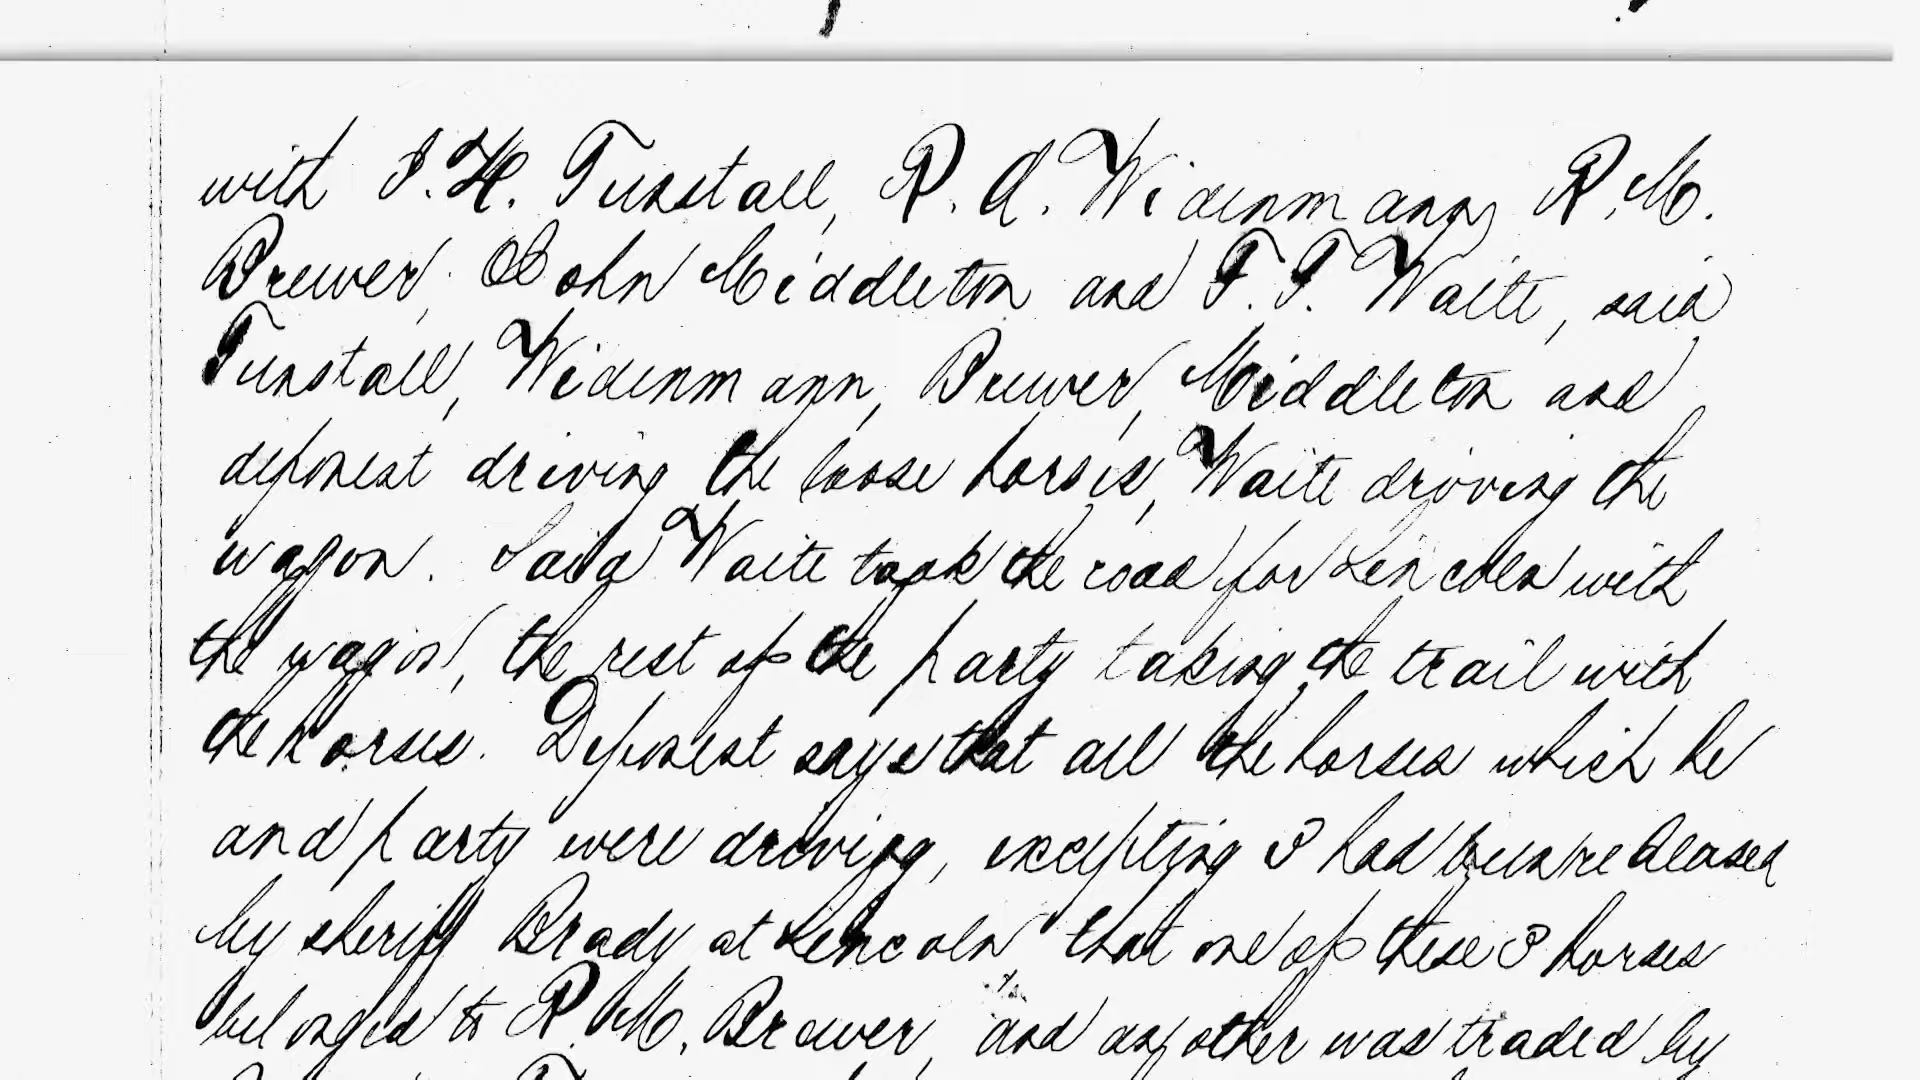 with J. H. Tunstall, R. A. Widenmann, R. M.
Brewer, John Middleton and F. T. Waite, said
Tunstall, Widenmann, Brewer, Middleton and
deponent driving the loose horses, Waite driving the
wagon. Said Waite took the road for Lincoln with
the wagon, the rest of the party taking the trail with
the horses. Deponent says that all the horses which he
and party were driving, excepting 3 had been released
by sheriff Brady at Lincoln that one of these 3 horses
belonged to R. M. Brewer, and another was traded by